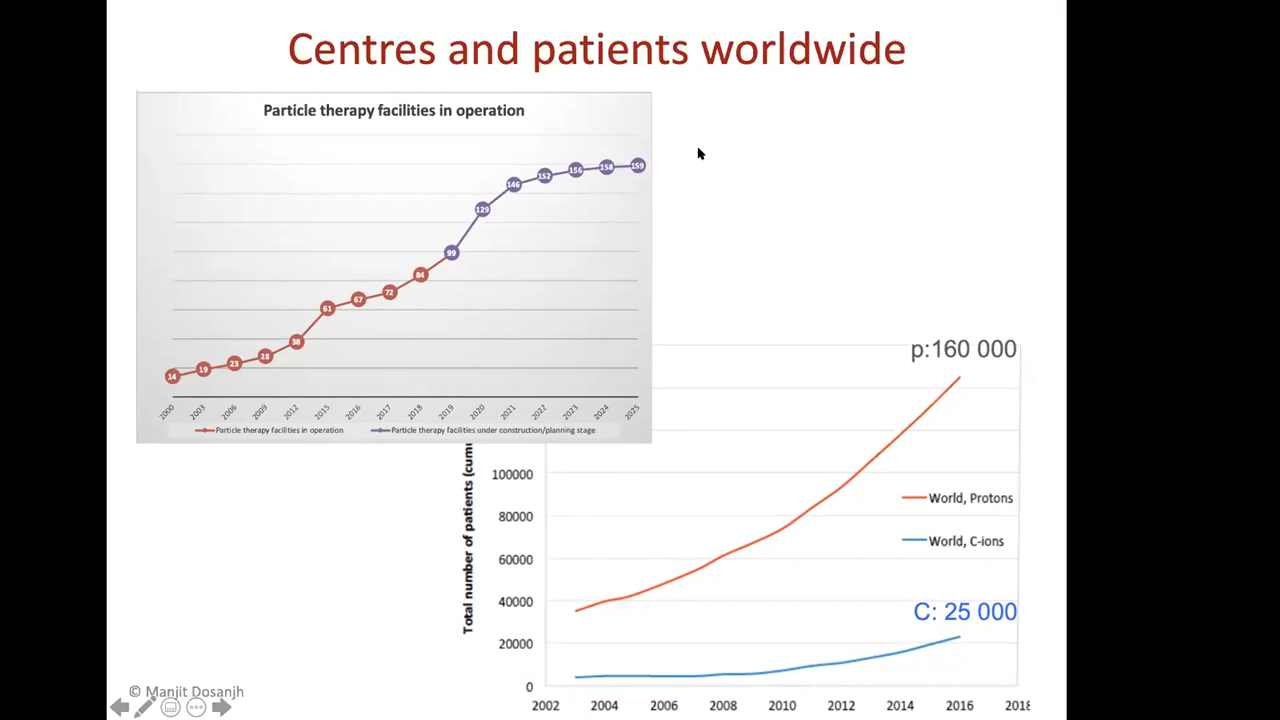 Centres and patients worldwide
Particle therapy facilities in operation
14 19 23 28 38 61 67 72 84 99 129 146 152 156 158 159
2000 2003 2006 2009 2012 2015 2016 2017 2018 2019 2020 2021 2022 2023 2024 2025
Particle therapy facilities in operation
Particle therapy facilities under construction/planning stage
p:160 000
Total number of patients
100000
80000
60000
40000
20000
0
World, Protons
World, C-ions
C: 25 000
2002 2004 2006 2008 2010 2012 2014 2016 2018
© Manjit Dosanjh